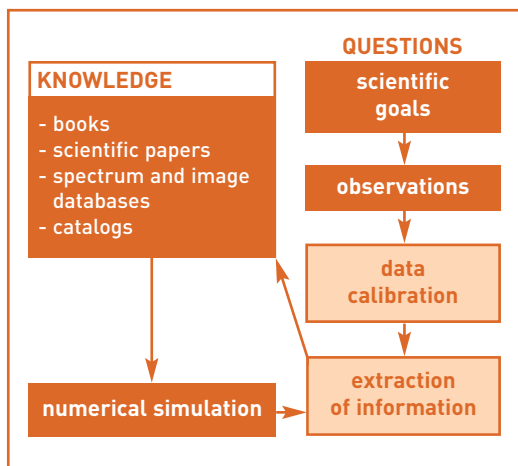 KNOWLEDGE
- books
- scientific papers
- spectrum and image
databases
- catalogs
numerical simulation
QUESTIONS
scientific
goals
observations
data
calibration
extraction
of information